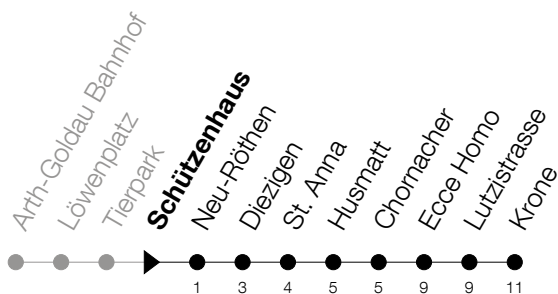 Arth-Goldau Bahnhof
Löwenplatz
Tierpark
Schützenhaus
Neu-Röthen
Diezigen
St. Anna
Husmatt
Chornacher
Ecce Homo
Lutzistrasse
Krone
1 3 4 5 5 9 9 11